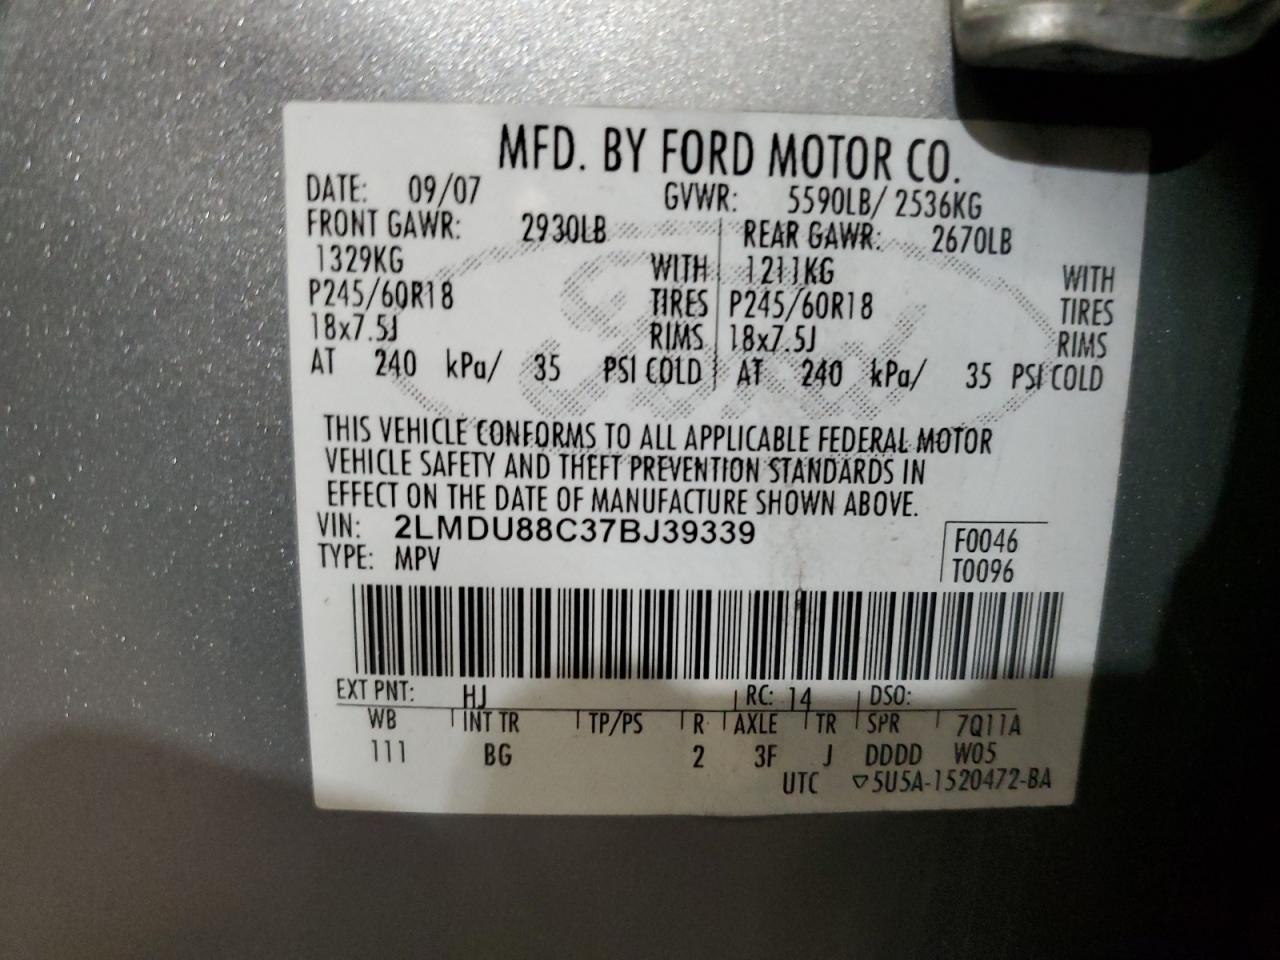 MFD. BY FORD MOTOR CO.
DATE: 09/07 GVWR: 5590LB/ 2536KG
FRONT GAWR: 2930LB REAR GAWR: 2670LB
1329KG WITH 1211KG WITH
P245/60R18 TIRES P245/60R18 TIRES
18x7.5J RIMS 18x7.5J RIMS
AT 240 kPa/ 35 PSI COLD AT 240 kPa/ 35 PSI COLD
Ford
THIS VEHICLE CONFORMS TO ALL APPLICABLE FEDERAL MOTOR
VEHICLE SAFETY AND THEFT PREVENTION STANDARDS IN
EFFECT ON THE DATE OF MANUFACTURE SHOWN ABOVE.
VIN: 2LMDU88C37BJ39339 F0046
TYPE: MPV T0096
EXT PNT: HJ RC: 14 DSO:
WB INT TR TP/PS R AXLE TR SPR 7Q11A
111 BG 2 3F J DDDD W05
UTC ▽5U5A-1520472-BA